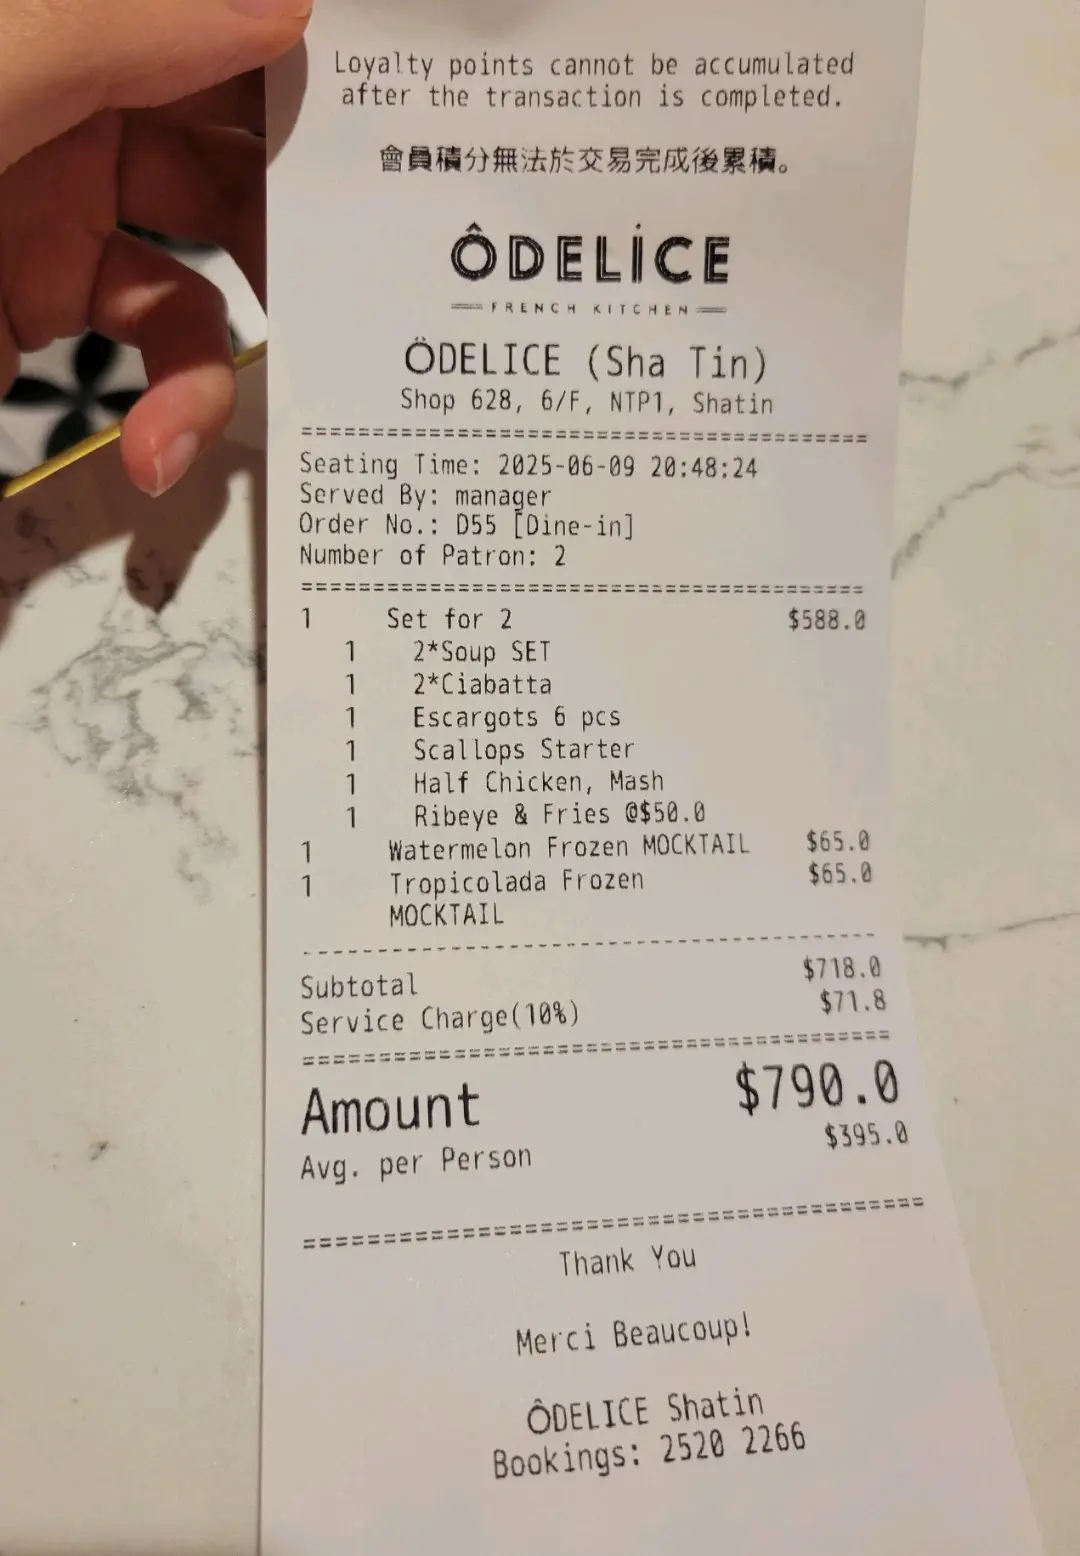 Loyalty points cannot be accumulated
after the transaction is completed.
會員積分無法於交易完成後累積。
ÔDELİCE
FRENCH KITCHEN
ÔDELICE (Sha Tin)
Shop 628, 6/F, NTP1, Shatin
=======================================
Seating Time: 2025-06-09 20:48:24
Served By: manager
Order No.: D55 [Dine-in]
Number of Patron: 2
=======================================
1 Set for 2 $588.0
1 2*Soup SET
1 2*Ciabatta
1 Escargots 6 pcs
1 Scallops Starter
1 Half Chicken, Mash
1 Ribeye & Fries @$50.0
1 Watermelon Frozen MOCKTAIL $65.0
1 Tropicolada Frozen $65.0
MOCKTAIL
---------------------------------------
Subtotal $718.0
Service Charge(10%) $71.8
=======================================
Amount $790.0
Avg. per Person $395.0
=======================================
Thank You
Merci Beaucoup!
ÔDELICE Shatin
Bookings: 2520 2266